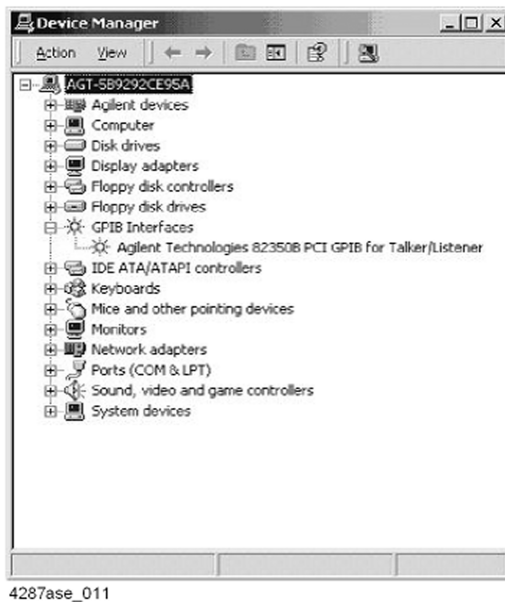 Device Manager
Action View
AGT-5B9292CE95A
Agilent devices
Computer
Disk drives
Display adapters
Floppy disk controllers
Floppy disk drives
GPIB Interfaces
Agilent Technologies 82350B PCI GPIB for Talker/Listener
IDE ATA/ATAPI controllers
Keyboards
Mice and other pointing devices
Monitors
Network adapters
Ports (COM & LPT)
Sound, video and game controllers
System devices
4287ase_011